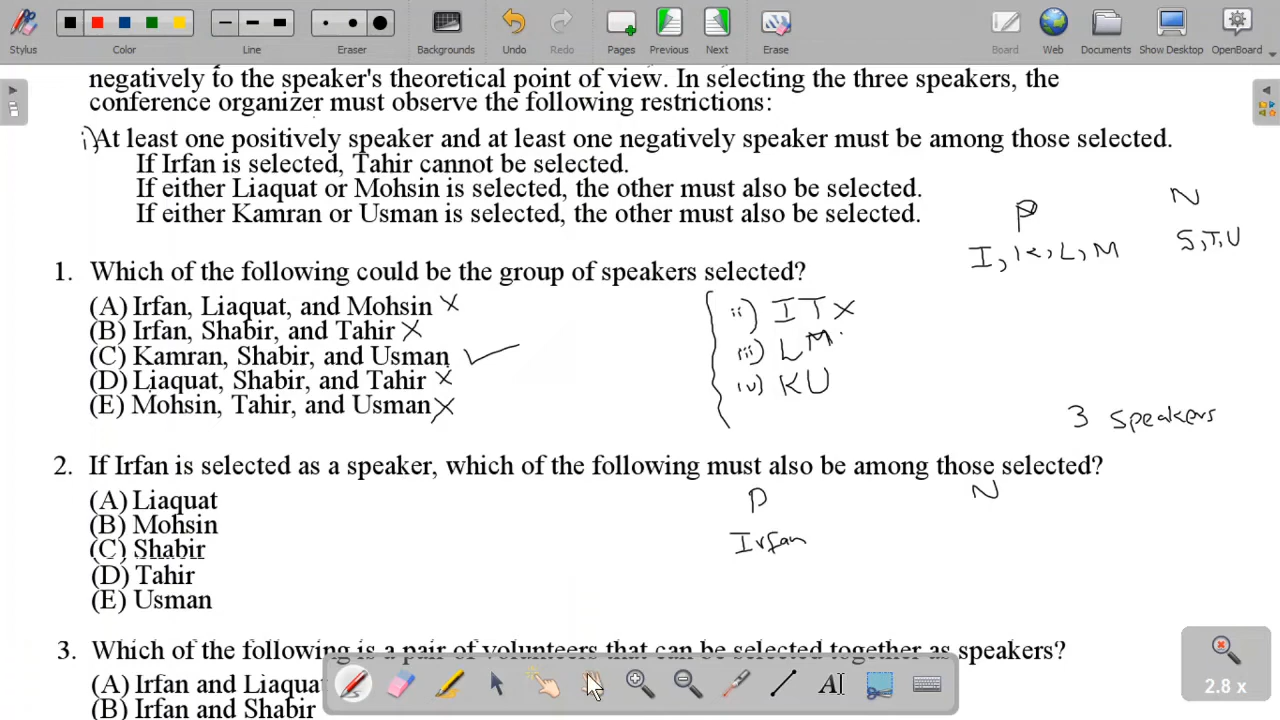 Stylus Color Line Eraser Backgrounds Undo Redo Pages Previous Next Erase Board Web Documents Show Desktop OpenBoard
negatively to the speaker's theoretical point of view. In selecting the three speakers, the
conference organizer must observe the following restrictions:
i) At least one positively speaker and at least one negatively speaker must be among those selected.
If Irfan is selected, Tahir cannot be selected.
If either Liaquat or Mohsin is selected, the other must also be selected.
If either Kamran or Usman is selected, the other must also be selected.
P N
I, K, L, M S, T, U
1. Which of the following could be the group of speakers selected?
(A) Irfan, Liaquat, and Mohsin X
(B) Irfan, Shabir, and Tahir X
(C) Kamran, Shabir, and Usman ✓
(D) Liaquat, Shabir, and Tahir X
(E) Mohsin, Tahir, and Usman X
ii) I T X
iii) L M
iv) K U
3 speakers
2. If Irfan is selected as a speaker, which of the following must also be among those selected?
(A) Liaquat
(B) Mohsin
(C) Shabir
(D) Tahir
(E) Usman
P N
Irfan
3. Which of the following is a pair of volunteers that can be selected together as speakers?
(A) Irfan and Liaquat
(B) Irfan and Shabir
2.8 x